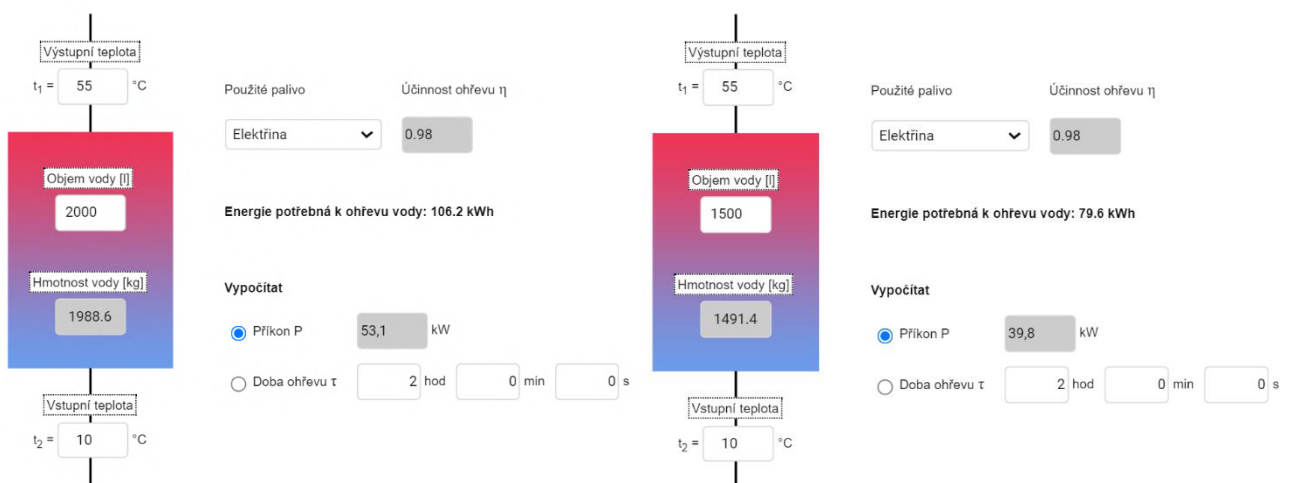 Výstupní teplota
t1 = 55 °C
Použité palivo Účinnost ohřevu η
Elektřina 0.98
Objem vody [l]
2000
Energie potřebná k ohřevu vody: 106.2 kWh
Hmotnost vody [kg]
1988.6
Vypočítat
Příkon P 53,1 kW
Doba ohřevu τ 2 hod 0 min 0 s
Vstupní teplota
t2 = 10 °C
Výstupní teplota
t1 = 55 °C
Použité palivo Účinnost ohřevu η
Elektřina 0.98
Objem vody [l]
1500
Energie potřebná k ohřevu vody: 79.6 kWh
Hmotnost vody [kg]
1491.4
Vypočítat
Příkon P 39,8 kW
Doba ohřevu τ 2 hod 0 min 0 s
Vstupní teplota
t2 = 10 °C